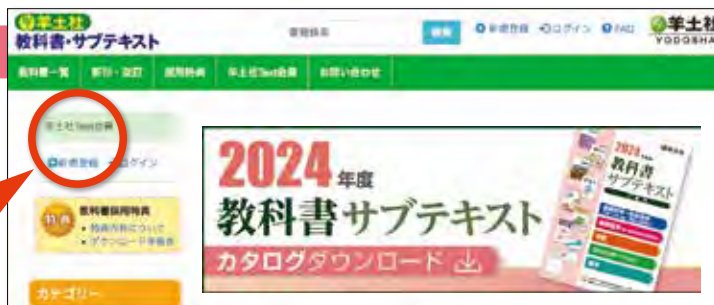 羊土社
教科書・サブテキスト
書籍検索
検索
新規登録 ログイン FAQ
羊土社
YODOSHA
教科書一覧 新刊・改訂 採用特典 羊土社Text会員 お問い合わせ
羊土社Text会員
新規登録 ログイン
特典
教科書採用特典
・特典内容について
・ダウンロード手順書
カテゴリー
2024年度
教科書サブテキスト
カタログダウンロード
2024
教科書
サブテキスト